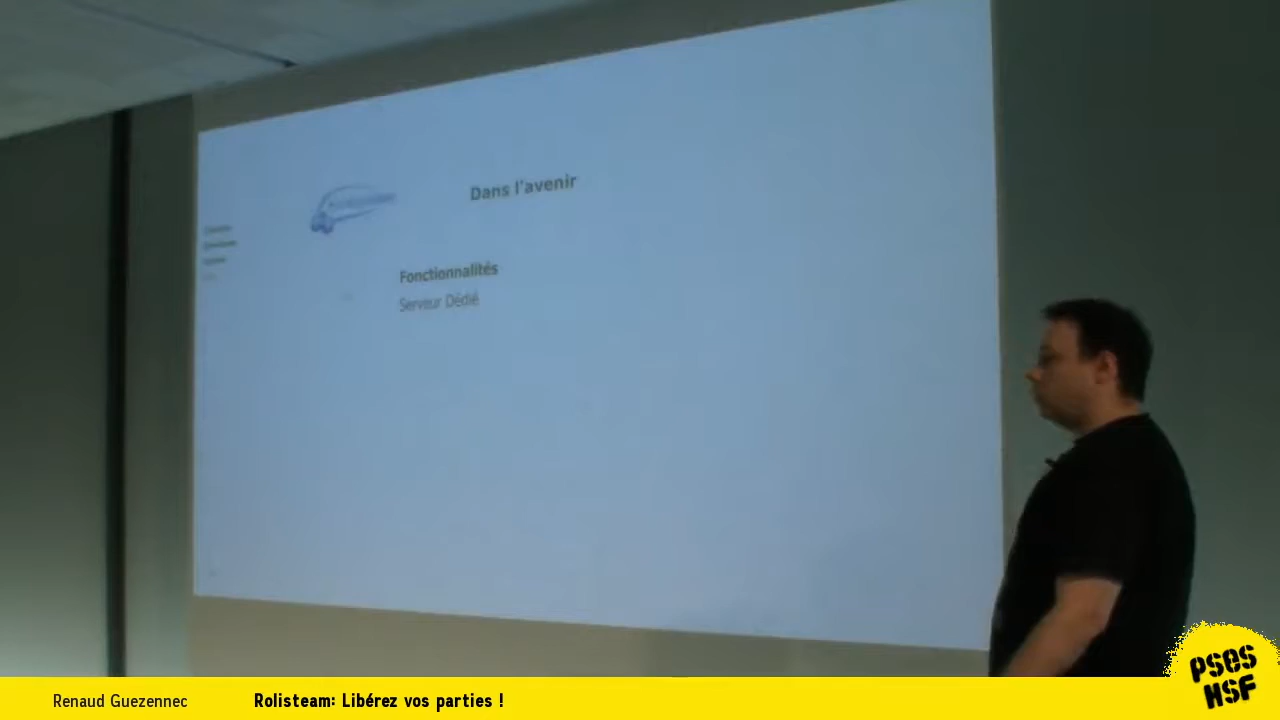 Dans l'avenir
Fonctionnalités
Serveur Dédié
Renaud Guezennec
Rolisteam: Libérez vos parties !
PSES
HSF